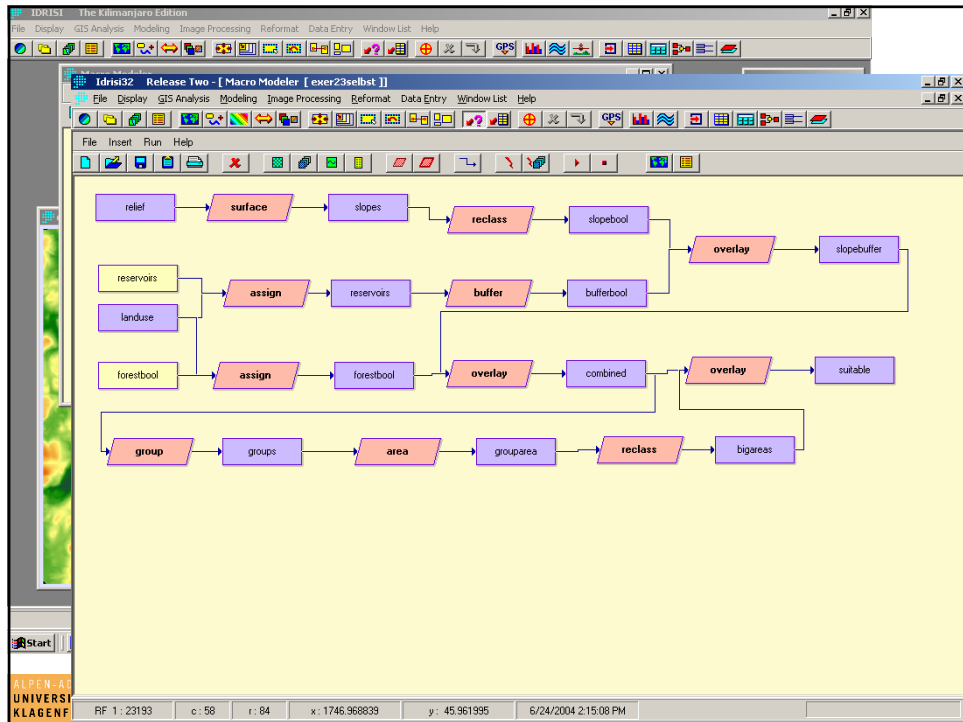 IDRISI The Kilimanjaro Edition
File Display GIS Analysis Modeling Image Processing Reformat Data Entry Window List Help
GPS
Idrisi32 Release Two - [ Macro Modeler [ exer23selbst ]]
File Display GIS Analysis Modeling Image Processing Reformat Data Entry Window List Help
GPS
File Insert Run Help
relief surface slopes reclass slopebool
overlay slopebuffer
reservoirs assign reservoirs buffer bufferbool
landuse
forestbool assign forestbool overlay combined overlay suitable
group groups area grouparea reclass bigareas
Start
UNIVERSI
KLAGENF
RF 1 : 23193 c : 58 r : 84 x : 1746.968839 y : 45.961995 6/24/2004 2:15:08 PM